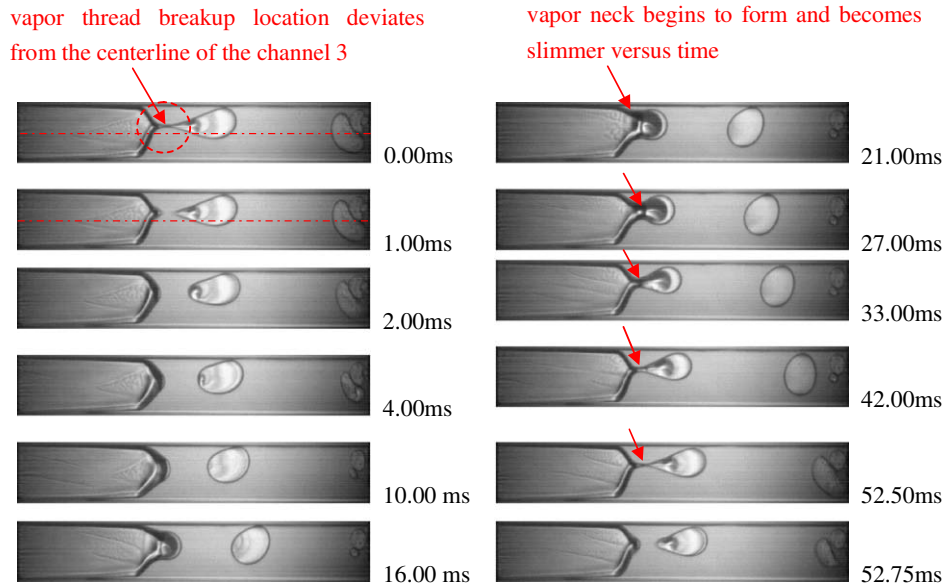 vapor thread breakup location deviates
from the centerline of the channel 3
0.00ms
1.00ms
2.00ms
4.00ms
10.00 ms
16.00 ms
vapor neck begins to form and becomes
slimmer versus time
21.00ms
27.00ms
33.00ms
42.00ms
52.50ms
52.75ms